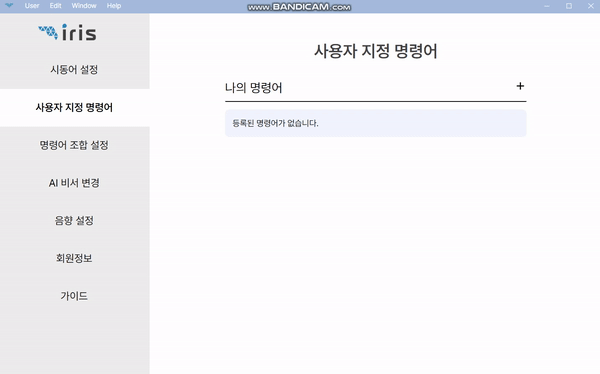 User Edit Window Help
www.BANDICAM.com
iris
시동어 설정
사용자 지정 명령어
명령어 조합 설정
AI 비서 변경
음향 설정
회원정보
가이드
사용자 지정 명령어
나의 명령어 +
등록된 명령어가 없습니다.